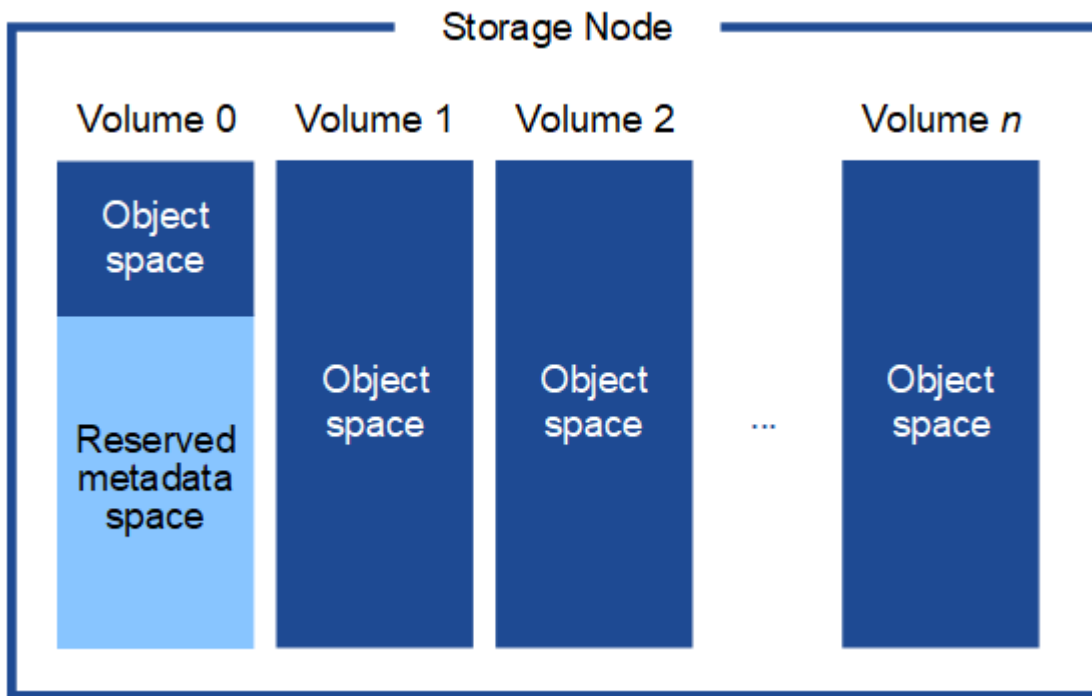 Storage Node
Volume 0
Volume 1
Volume 2
Volume n
Object
space
Reserved
metadata
space
Object
space
Object
space
...
Object
space